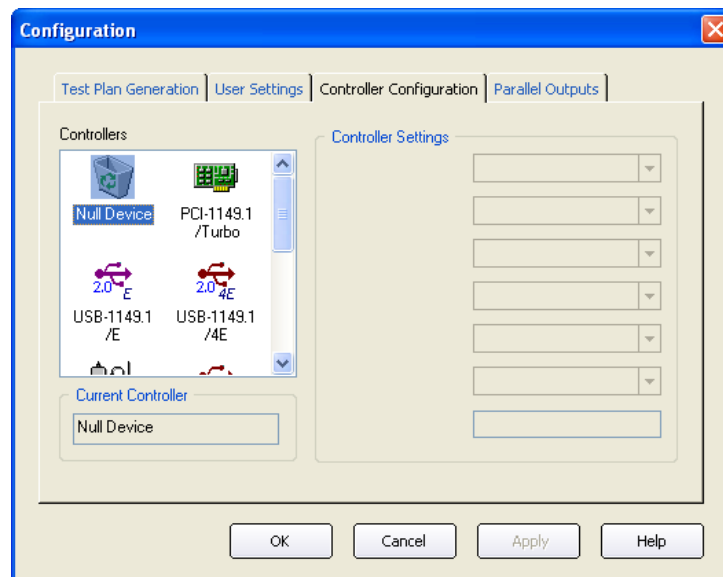 Configuration
Test Plan Generation
User Settings
Controller Configuration
Parallel Outputs
Controllers
Controller Settings
Null Device
PCI-1149.1
/Turbo
2.0 E
2.0 4E
USB-1149.1
/E
USB-1149.1
/4E
Current Controller
Null Device
OK
Cancel
Apply
Help